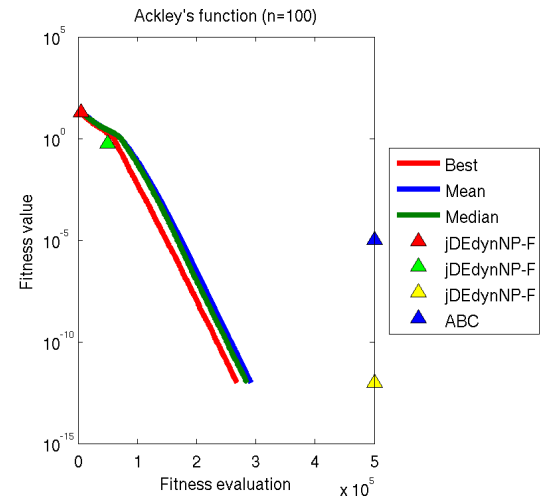 Ackley's function (n=100)
10^5
10^0
10^-5
10^-10
10^-15
Fitness value
0
1
2
3
4
5
x 10^5
Fitness evaluation
Best
Mean
Median
jDEdynNP-F
jDEdynNP-F
jDEdynNP-F
ABC